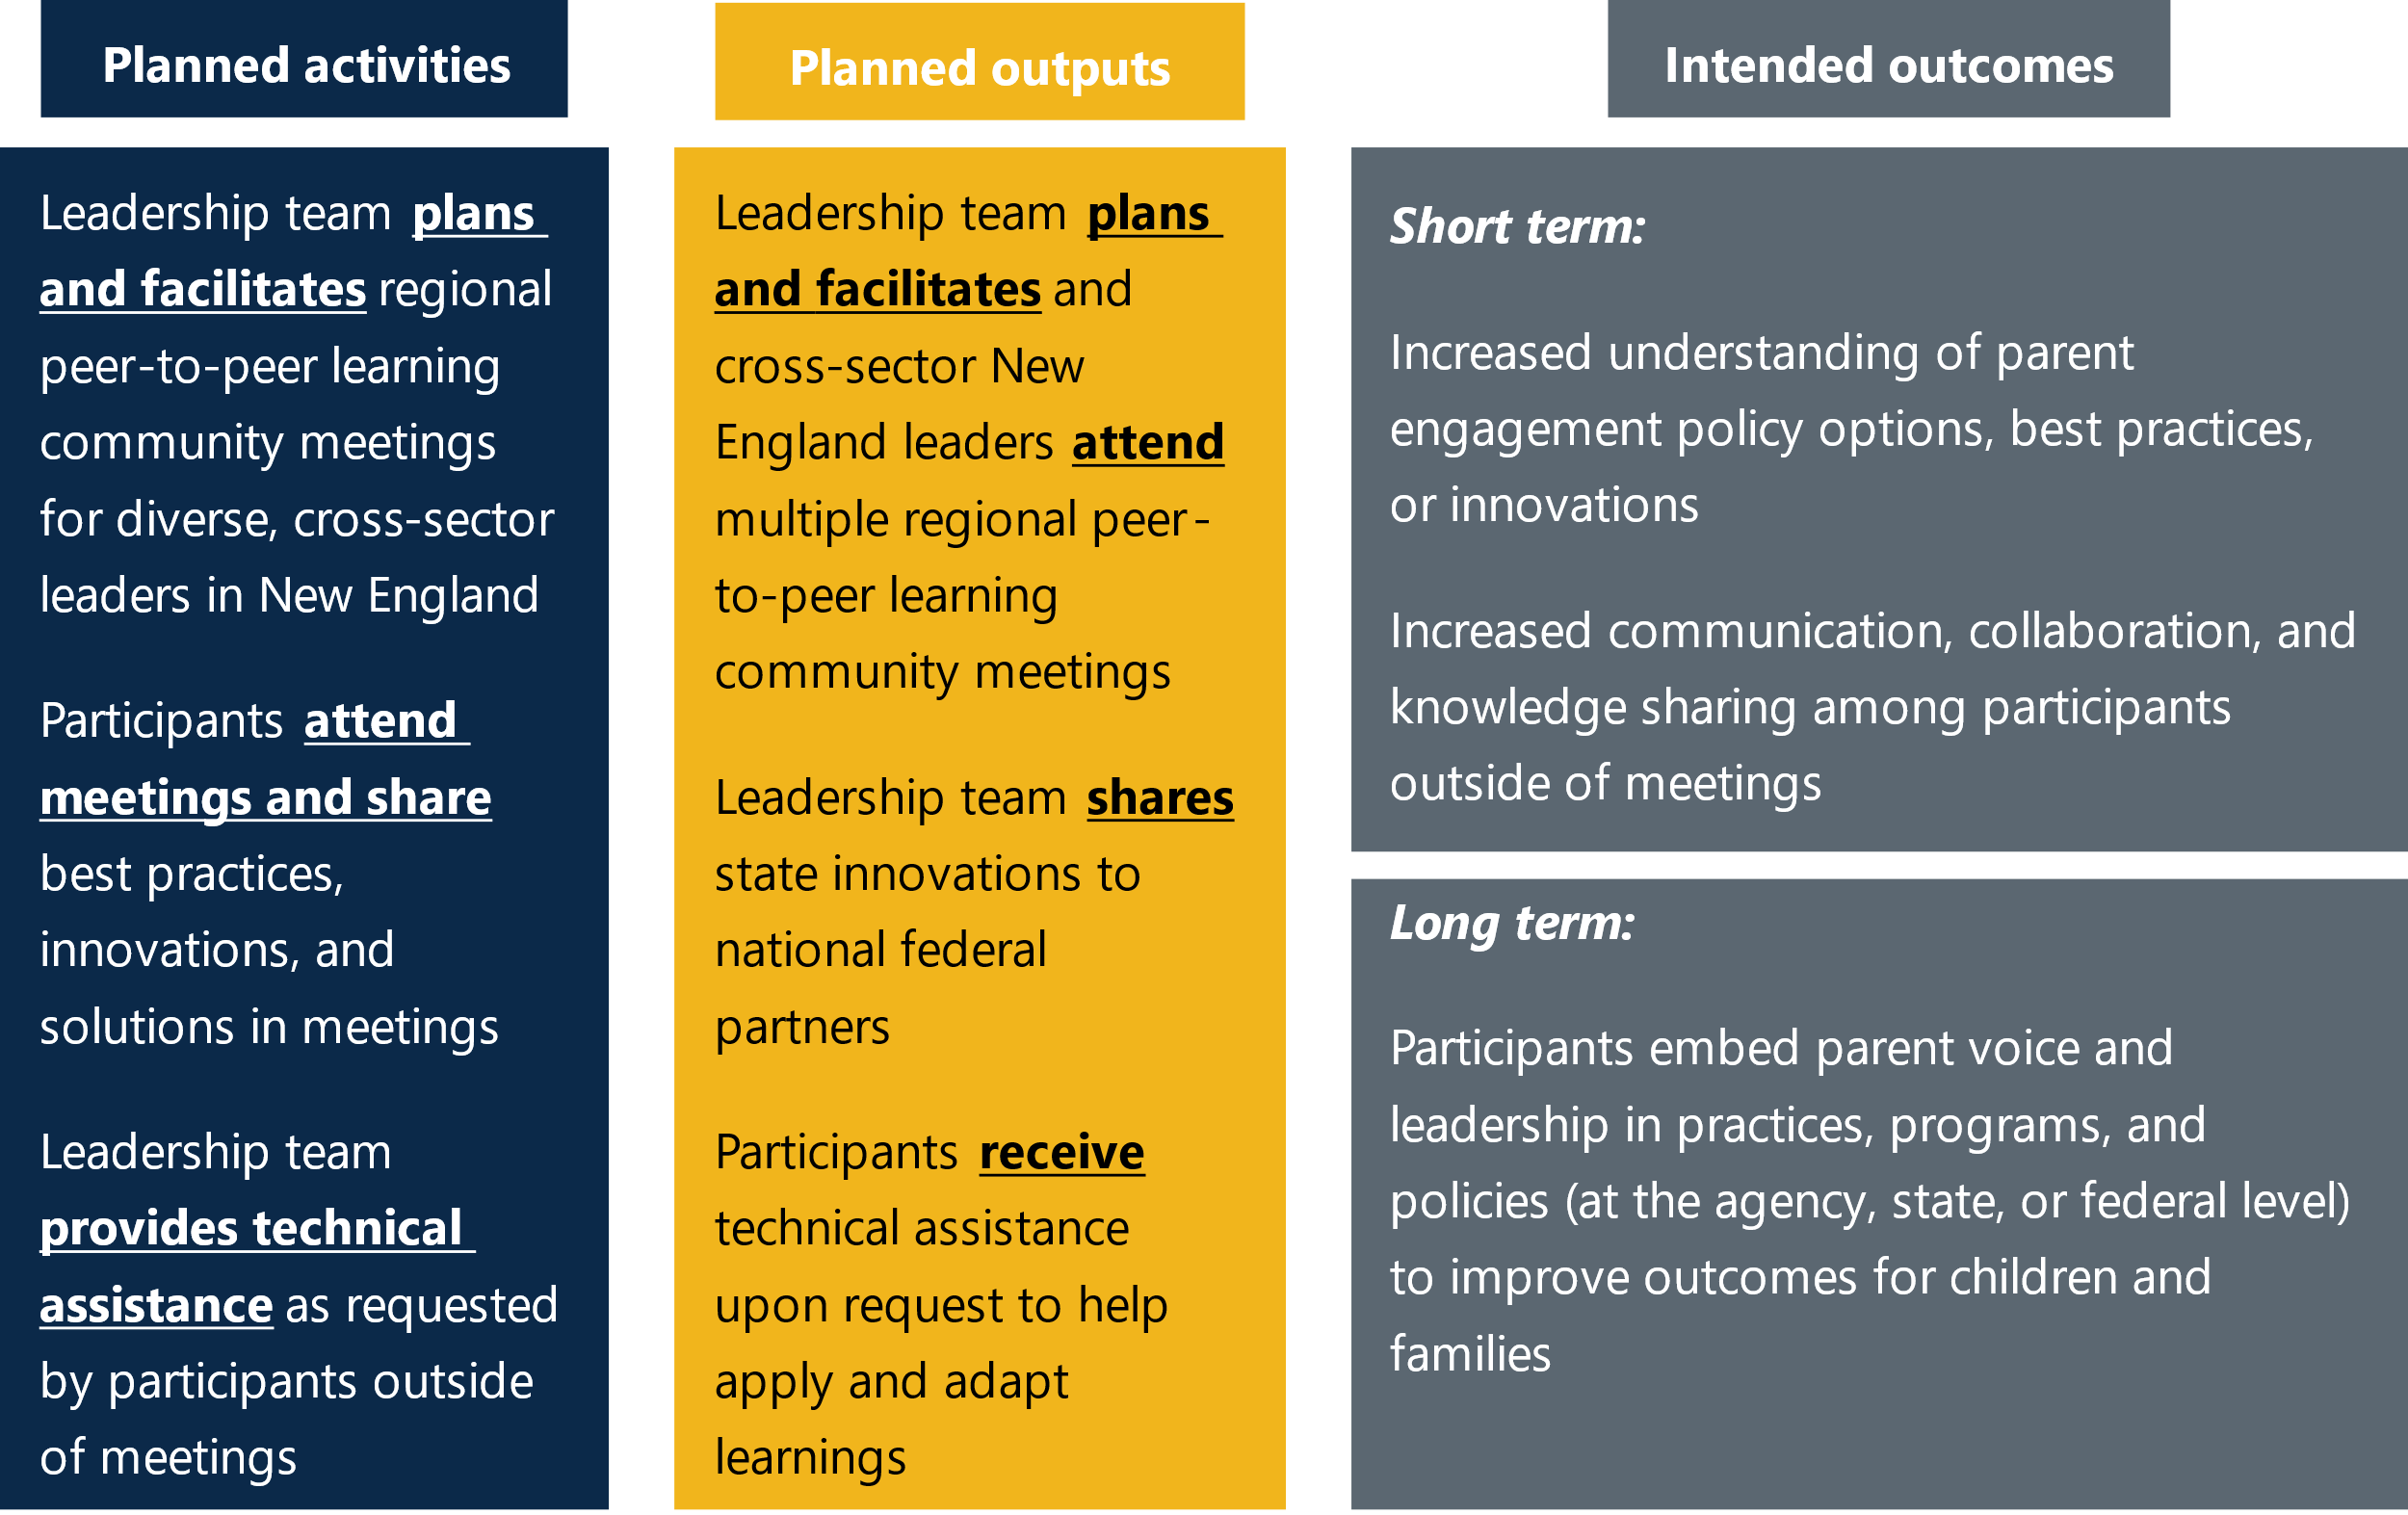 Planned activities
Leadership team plans
and facilitates regional
peer-to-peer learning
community meetings
for diverse, cross-sector
leaders in New England
Participants attend
meetings and share
best practices,
innovations, and
solutions in meetings
Leadership team
provides technical
assistance as requested
by participants outside
of meetings
Planned outputs
Leadership team plans
and facilitates and
cross-sector New
England leaders attend
multiple regional peer-
to-peer learning
community meetings
Leadership team shares
state innovations to
national federal
partners
Participants receive
technical assistance
upon request to help
apply and adapt
learnings
Intended outcomes
Short term:
Increased understanding of parent
engagement policy options, best practices,
or innovations
Increased communication, collaboration, and
knowledge sharing among participants
outside of meetings
Long term:
Participants embed parent voice and
leadership in practices, programs, and
policies (at the agency, state, or federal level)
to improve outcomes for children and
families